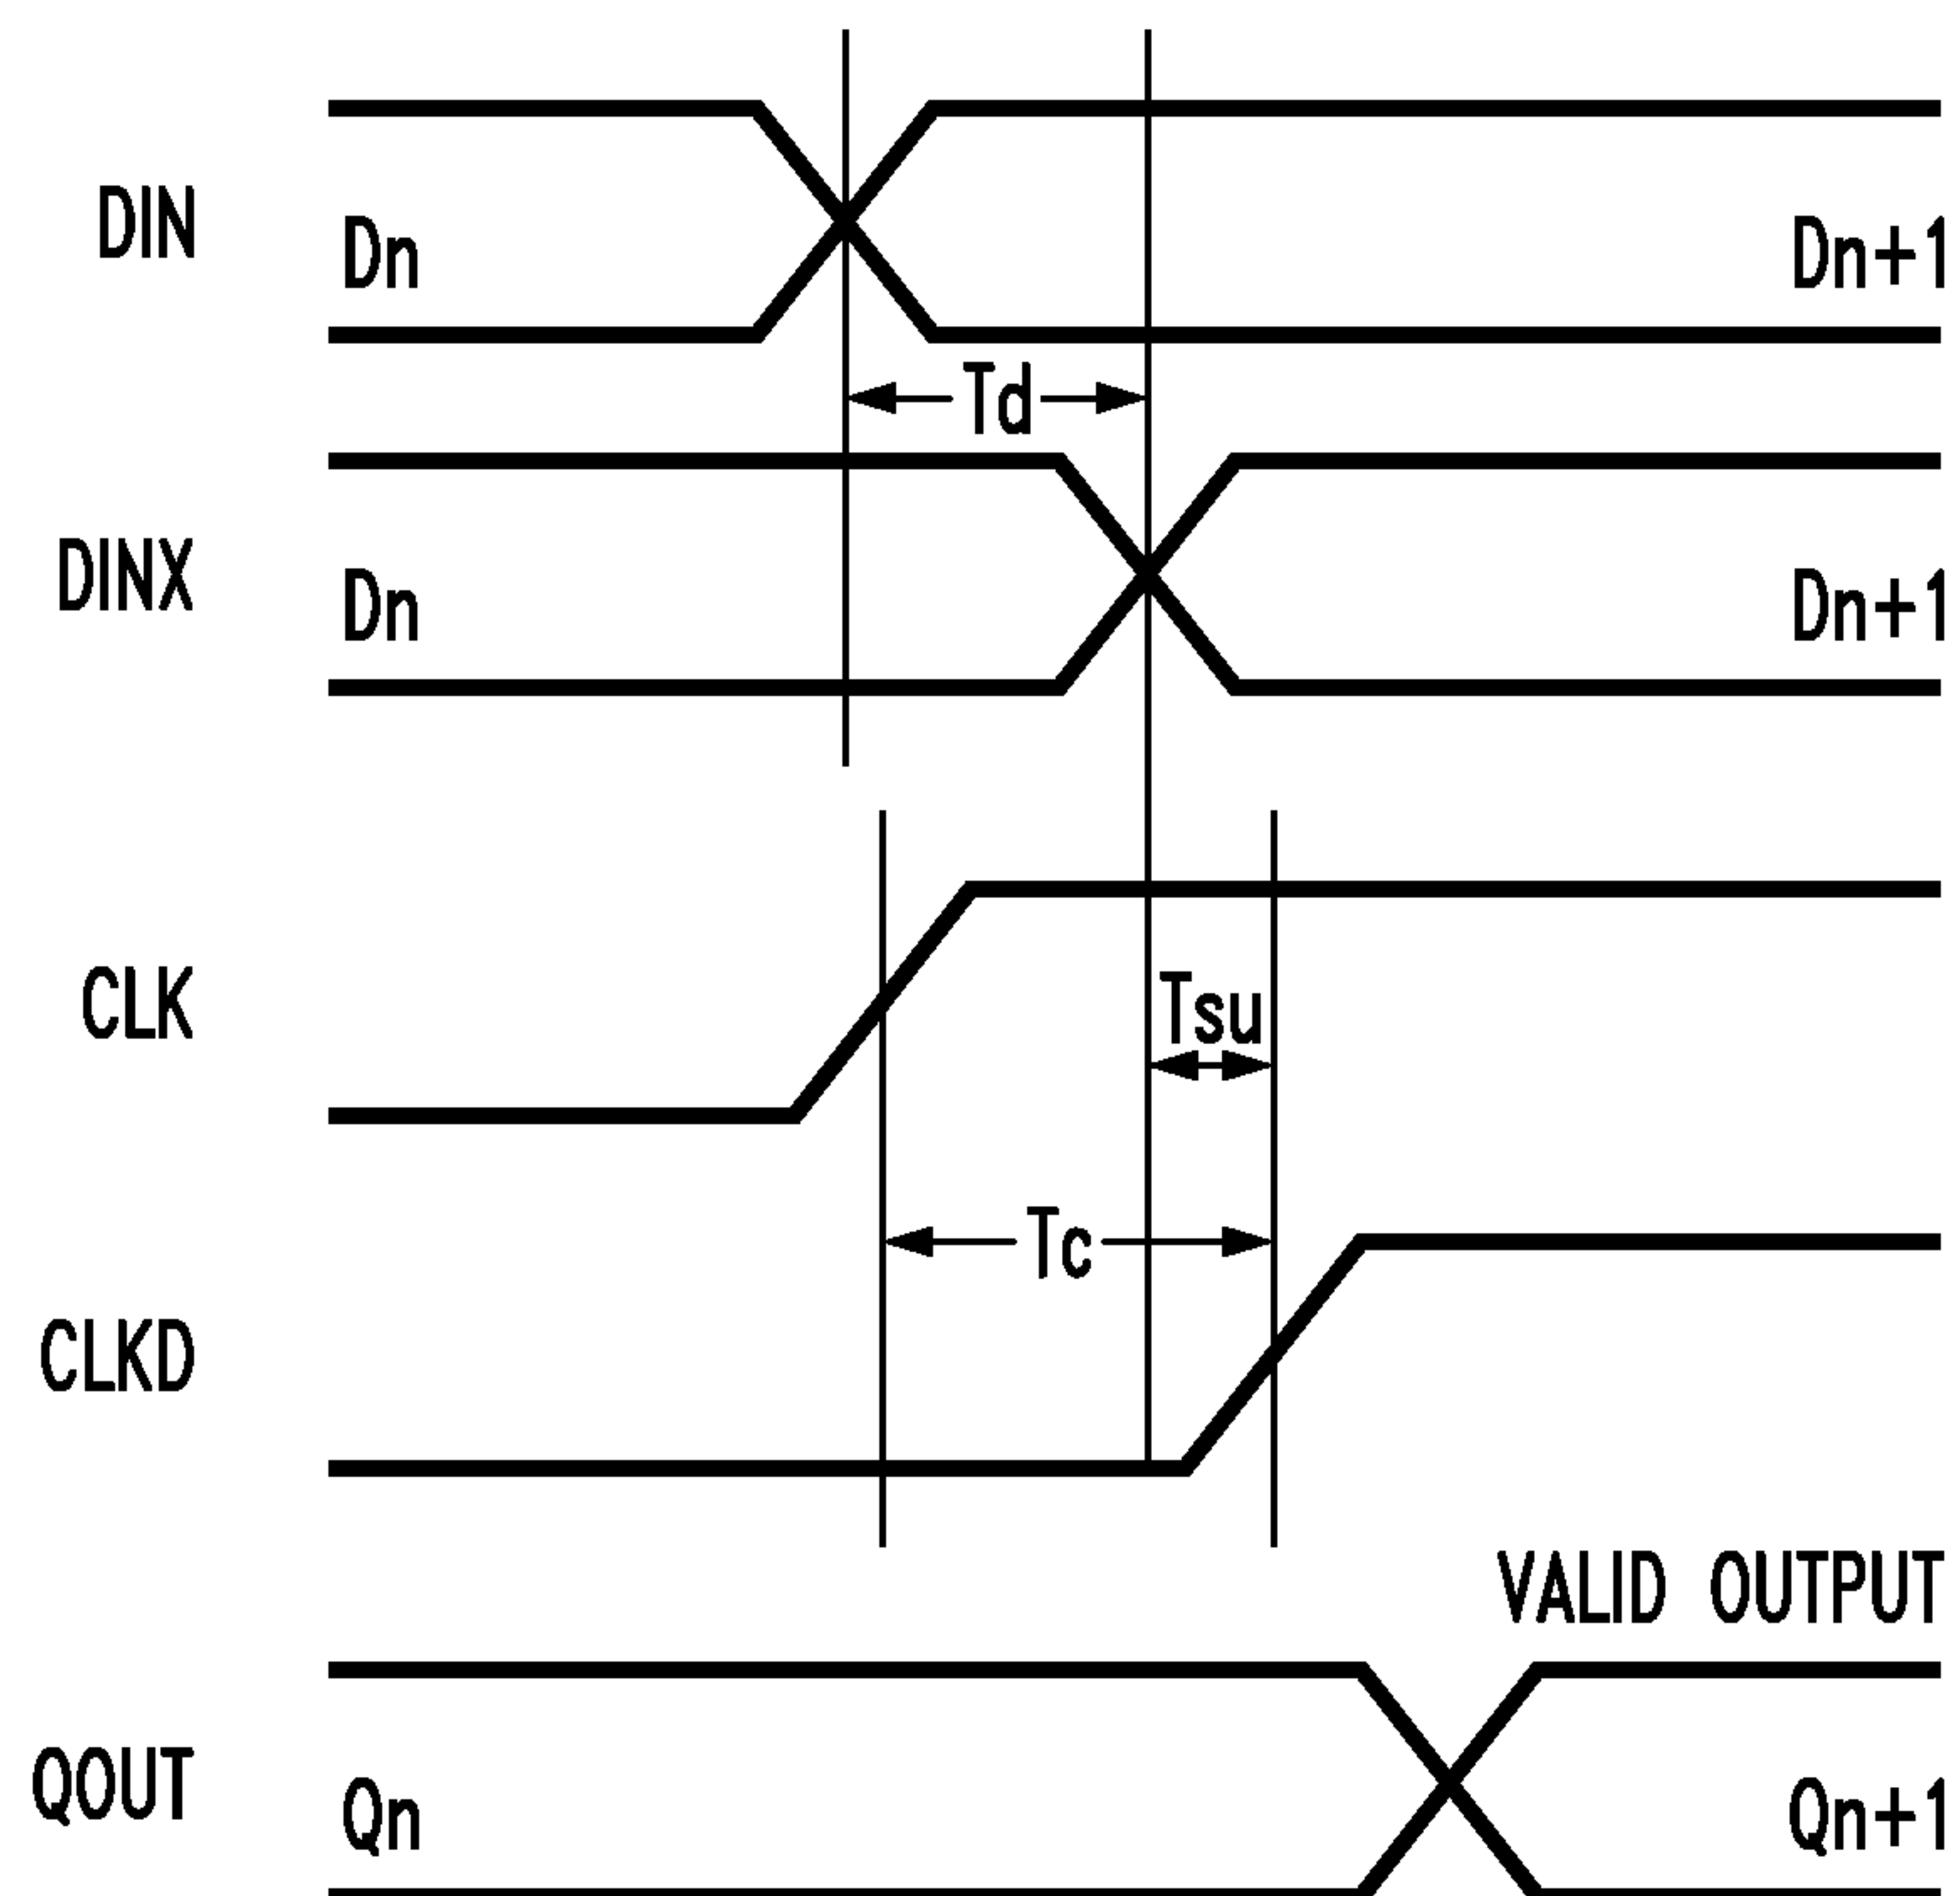 DIN
Dn
Dn+1
Td
DINX
Dn
Dn+1
CLK
Tsu
Tc
CLKD
VALID OUTPUT
QOUT
Qn
Qn+1